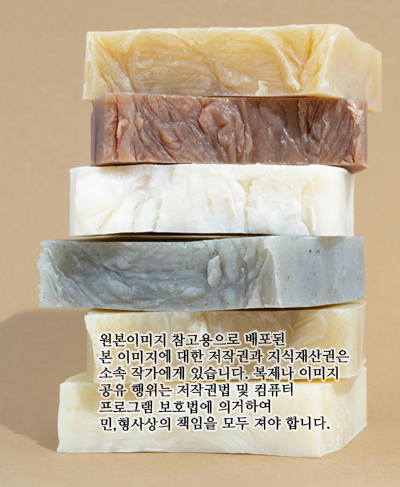 원본이미지 참고용으로 배포된
본 이미지에 대한 저작권과 지식재산권은
소속 작가에게 있습니다. 복제나 이미지
공유 행위는 저작권법 및 컴퓨터
프로그램 보호법에 의거하여
민,형사상의 책임을 모두 져야 합니다.